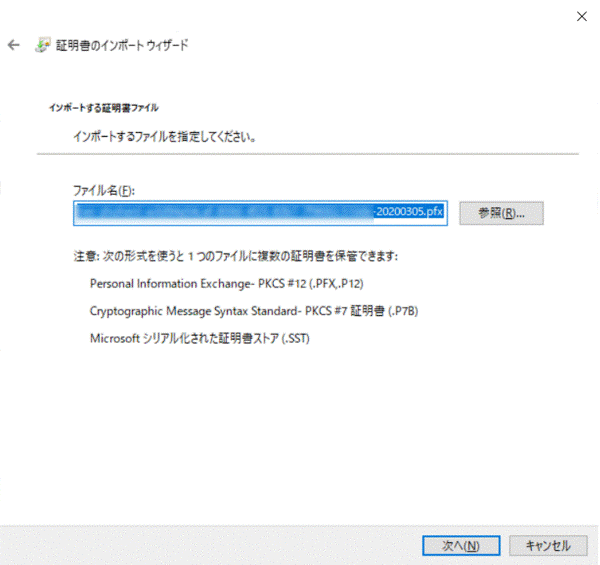 証明書のインポート ウィザード
インポートする証明書ファイル
インポートするファイルを指定してください。
ファイル名(F):
-20200305.pfx 参照(R)...
注意: 次の形式を使うと 1 つのファイルに複数の証明書を保管できます:
Personal Information Exchange- PKCS #12 (.PFX,.P12)
Cryptographic Message Syntax Standard- PKCS #7 証明書 (.P7B)
Microsoft シリアル化された証明書ストア (.SST)
次へ(N) キャンセル